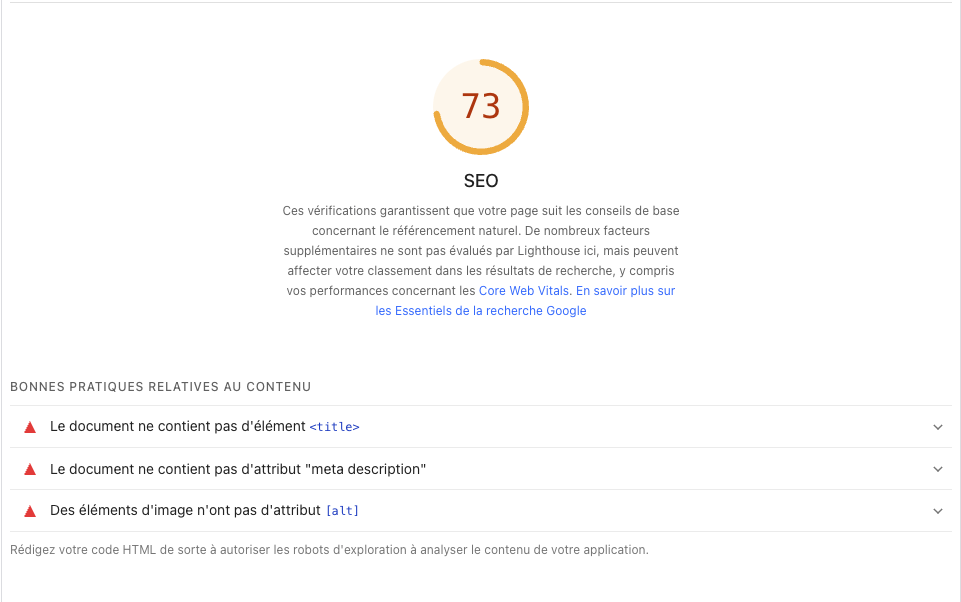 73
SEO
Ces vérifications garantissent que votre page suit les conseils de base
concernant le référencement naturel. De nombreux facteurs
supplémentaires ne sont pas évalués par Lighthouse ici, mais peuvent
affecter votre classement dans les résultats de recherche, y compris
vos performances concernant les Core Web Vitals. En savoir plus sur
les Essentiels de la recherche Google
BONNES PRATIQUES RELATIVES AU CONTENU
Le document ne contient pas d'élément <title>
Le document ne contient pas d'attribut "meta description"
Des éléments d'image n'ont pas d'attribut [alt]
Rédigez votre code HTML de sorte à autoriser les robots d'exploration à analyser le contenu de votre application.